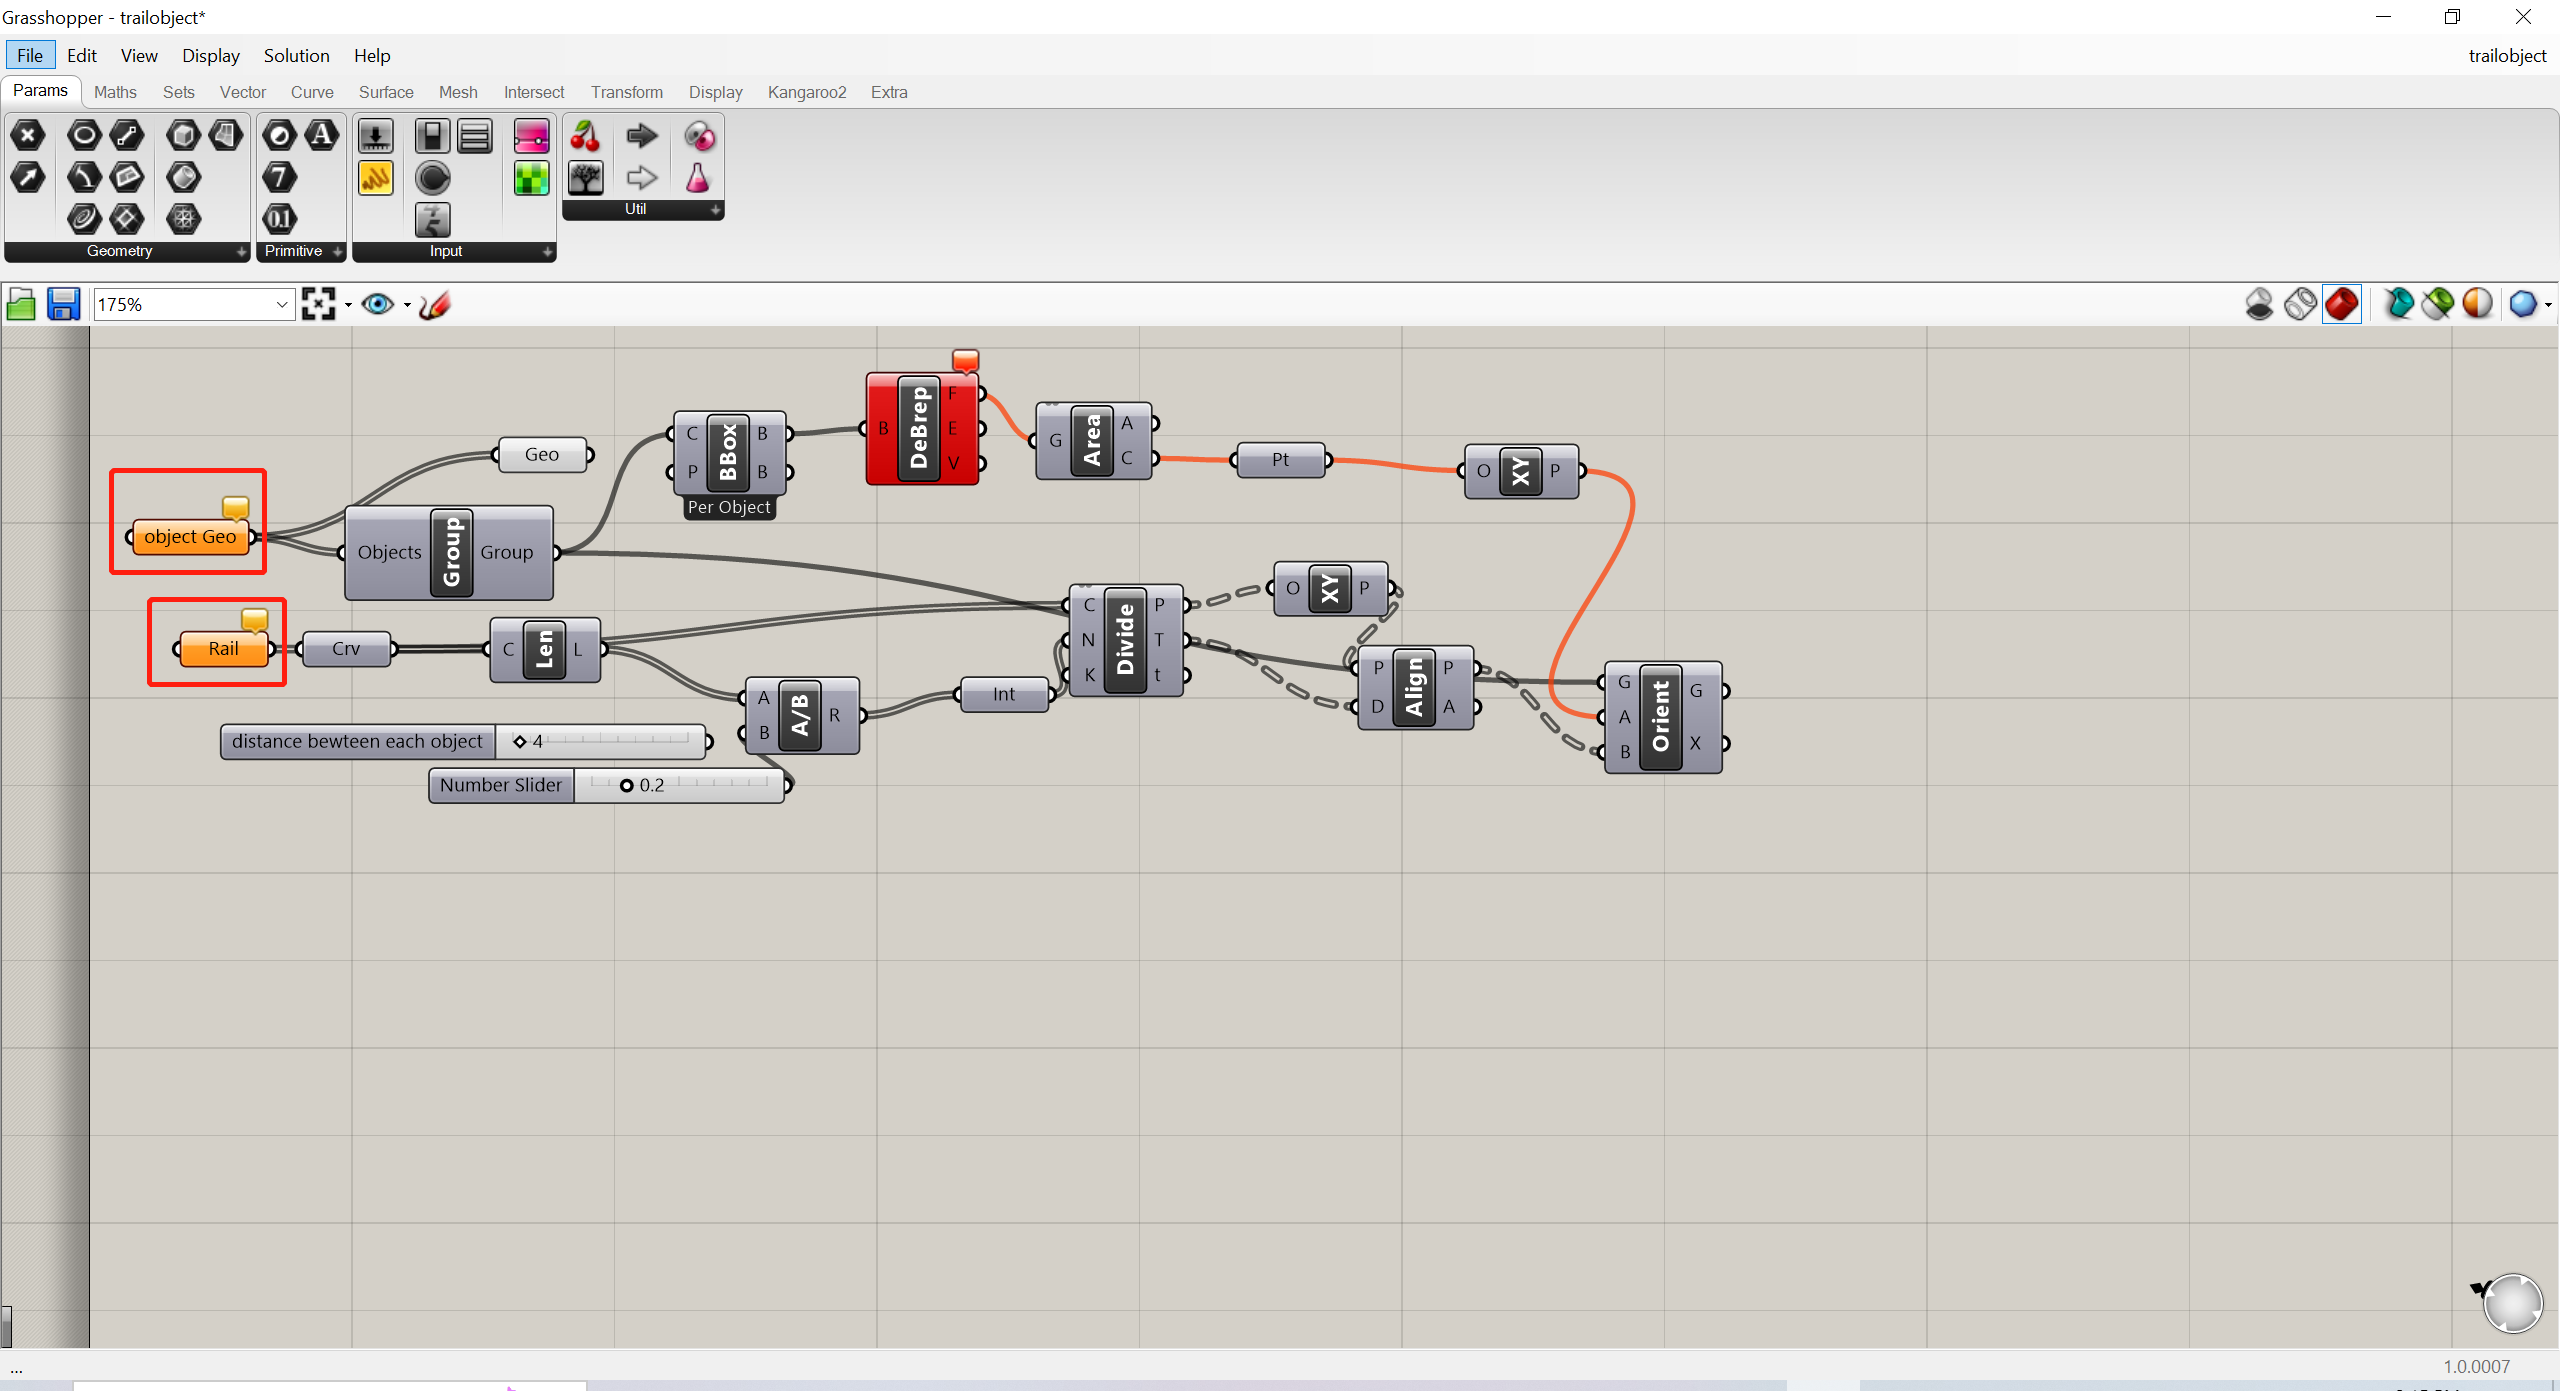 Grasshopper - trailobject*
File Edit View Display Solution Help trailobject
Params Maths Sets Vector Curve Surface Mesh Intersect Transform Display Kangaroo2 Extra
Geometry Primitive Input Util
175%
object Geo
Geo
Objects Group Group
C P BBox B B
Per Object
B DeBrep F E V
G Area A C
Pt
O XY P
Rail
Crv
C Len L
A B A/B R
Int
C N K Divide P T t
O XY P
P D Align P A
G A B Orient G X
distance bewteen each object 4
Number Slider 0.2
...
1.0.0007